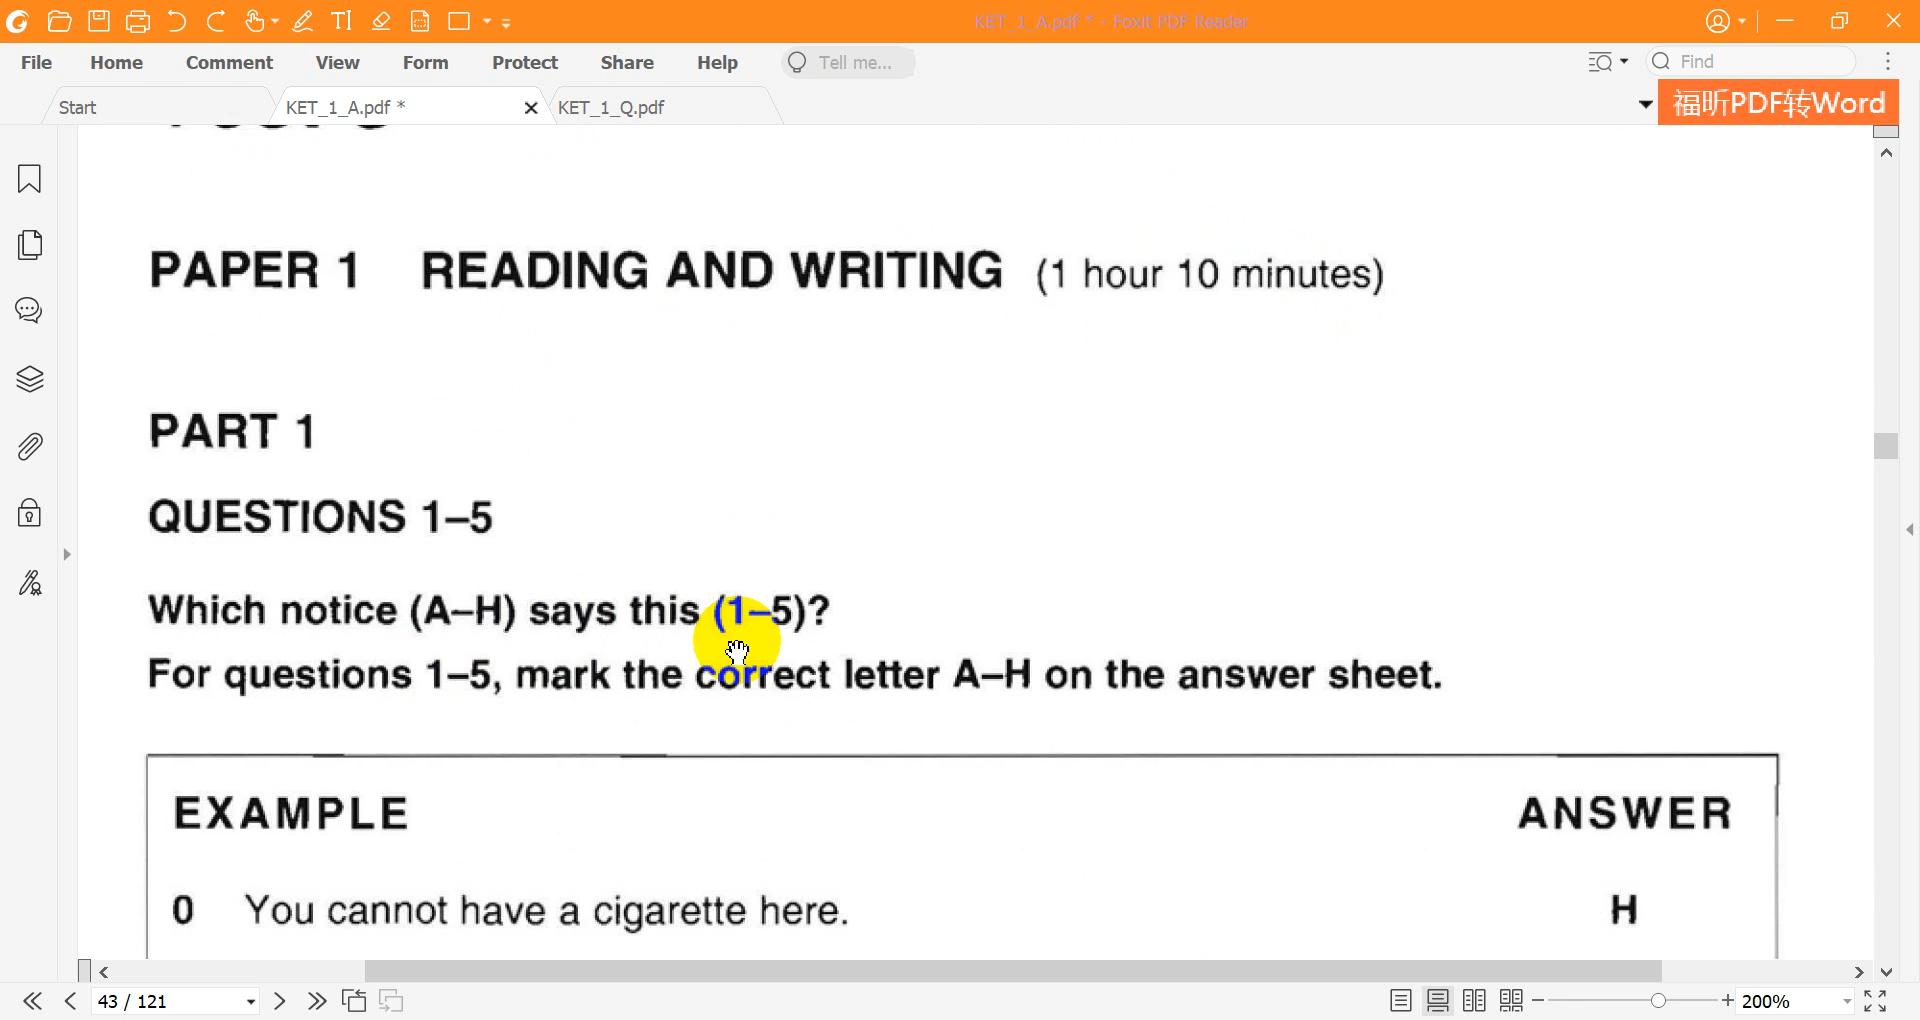 KET_1_A.pdf * - Foxit PDF Reader
File Home Comment View Form Protect Share Help Tell me... Find
Start KET_1_A.pdf * KET_1_Q.pdf 福昕PDF转Word
PAPER 1 READING AND WRITING (1 hour 10 minutes)
PART 1
QUESTIONS 1–5
Which notice (A–H) says this (1–5)?
For questions 1–5, mark the correct letter A–H on the answer sheet.
EXAMPLE ANSWER
0 You cannot have a cigarette here. H
43 / 121 200%